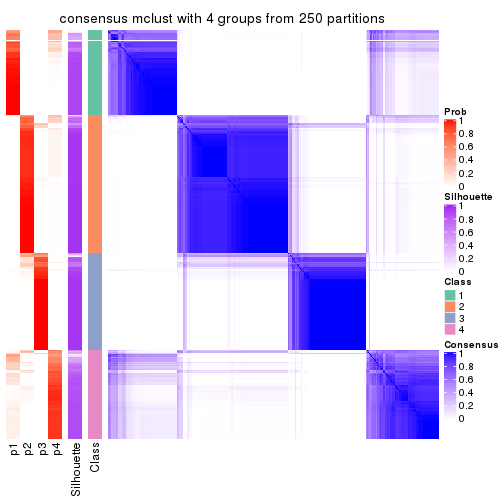 consensus mclust with 4 groups from 250 partitions
Prob
1
0.8
0.6
0.4
0.2
0
Silhouette
1
0.8
0.6
0.4
0.2
0
Class
1
2
3
4
Consensus
1
0.8
0.6
0.4
0.2
0
p1
p2
p3
p4
Silhouette
Class